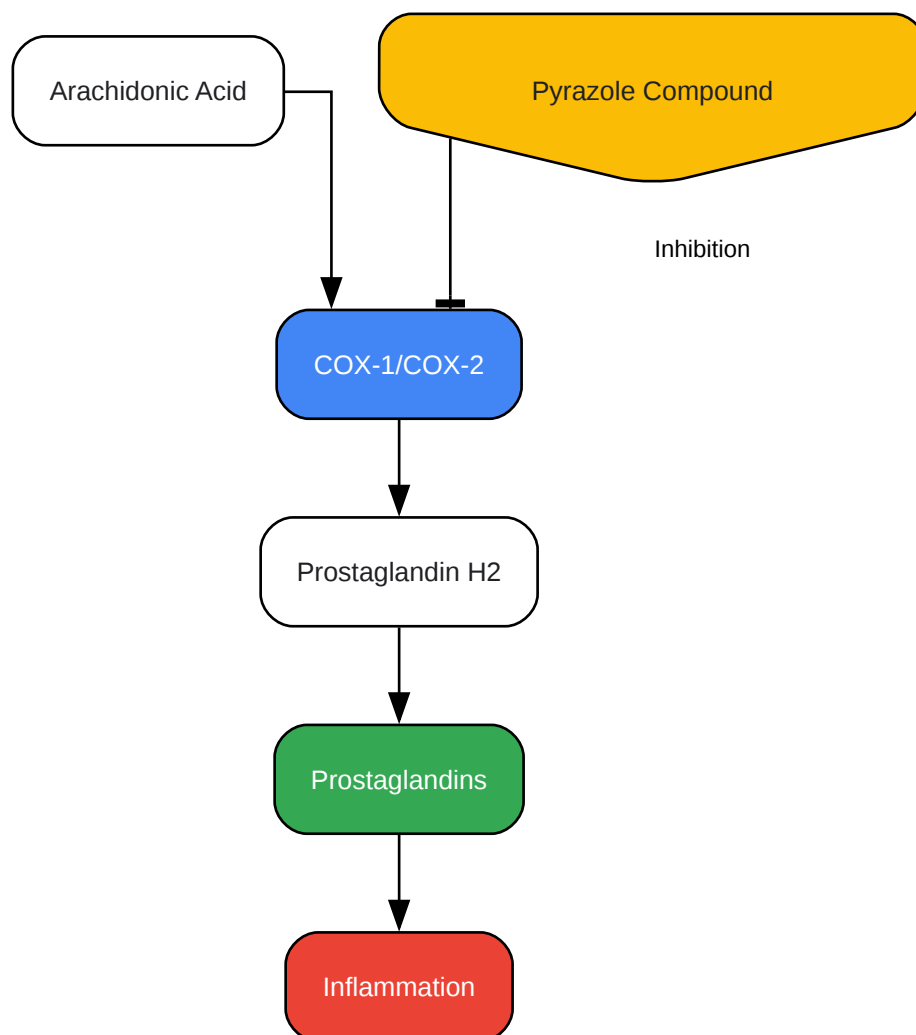 Arachidonic Acid
Pyrazole Compound
Inhibition
COX-1/COX-2
Prostaglandin H2
Prostaglandins
Inflammation